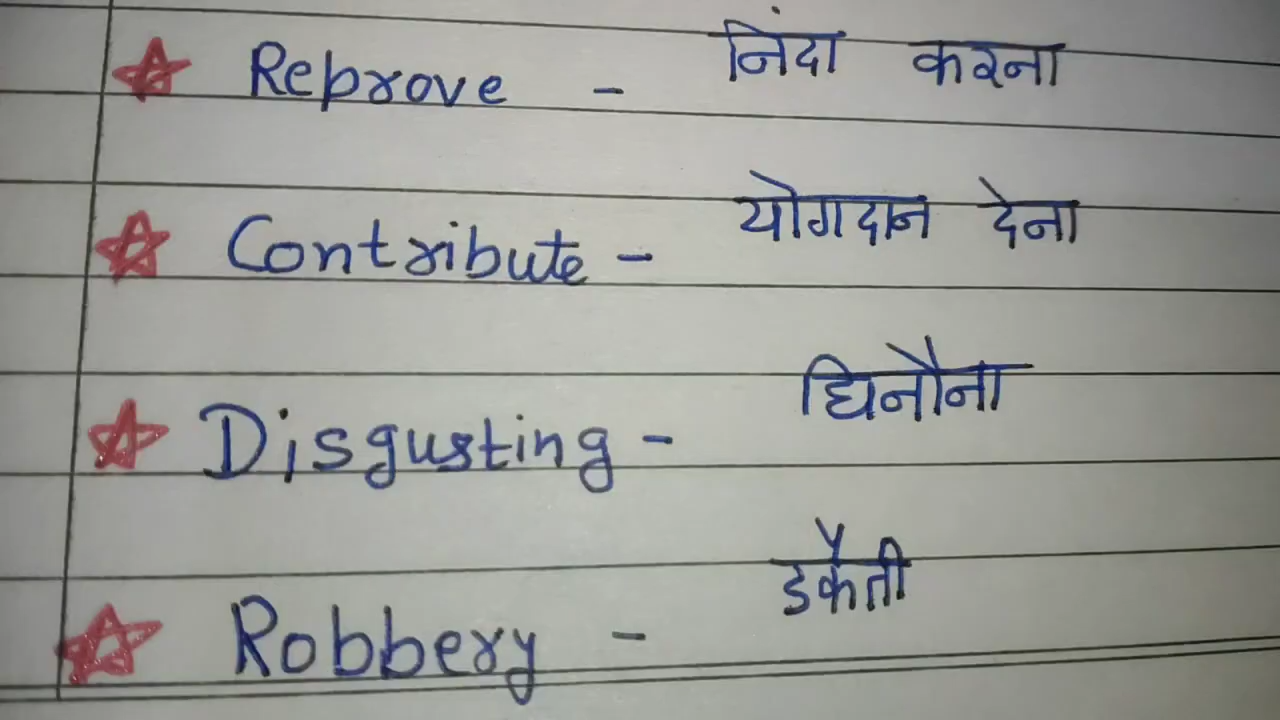 Reprove - निंदा करना
Contribute - योगदान देना
Disgusting - घिनौना
Robbery - डकैती